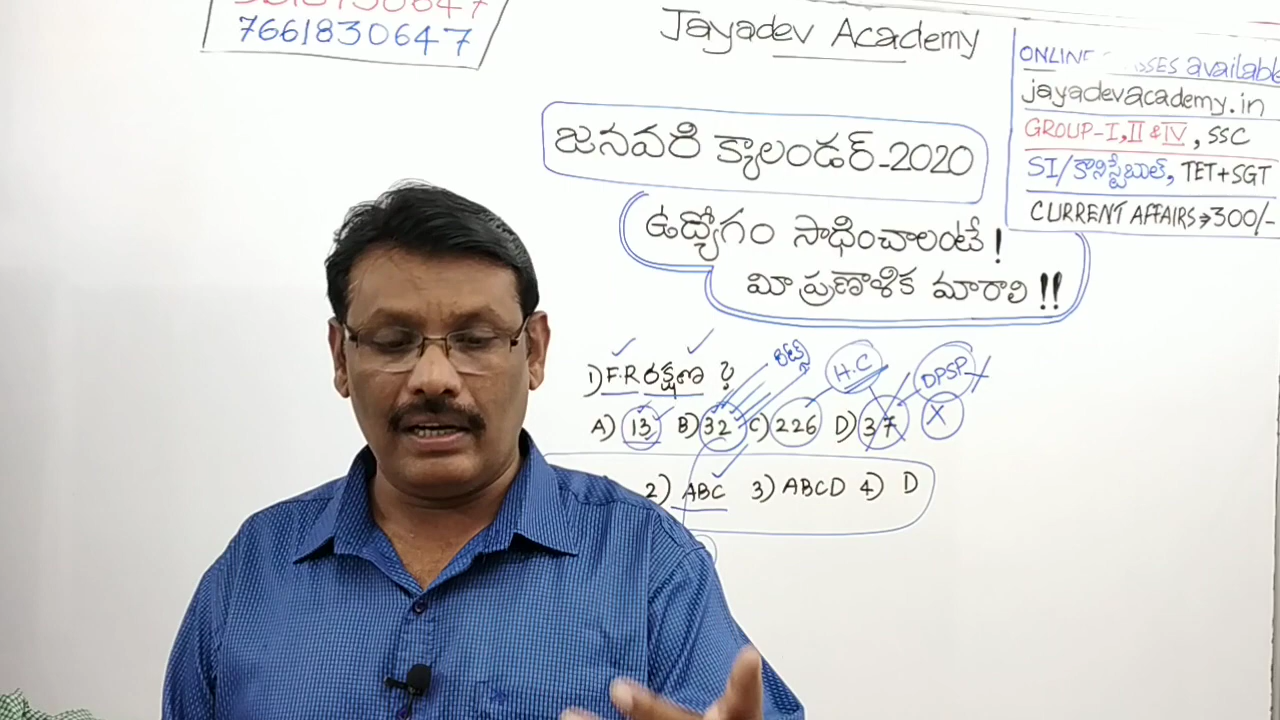 7661830647
Jayadev Academy
ONLINE available
jayadevacademy.in
GROUP-I, II & IV, SSC
SI/కానిస్టేబుల్, TET+SGT
CURRENT AFFAIRS → 300/-
జనవరి క్యాలండర్-2020
ఉద్యోగం సాధించాలంటే!
మీ ప్రణాళిక మారాలి!!
రిట్స్ H.C DPSP X
1) F.R రక్షణ ?
A) 13 B) 32 C) 226 D) 37 X
2) ABC 3) ABCD 4) D